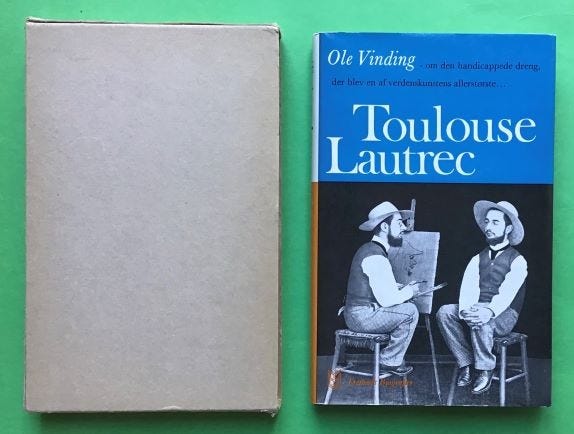 Ole Vinding - om den handicappede dreng,
der blev en af verdenskunstens allerstørste...
Toulouse
Lautrec